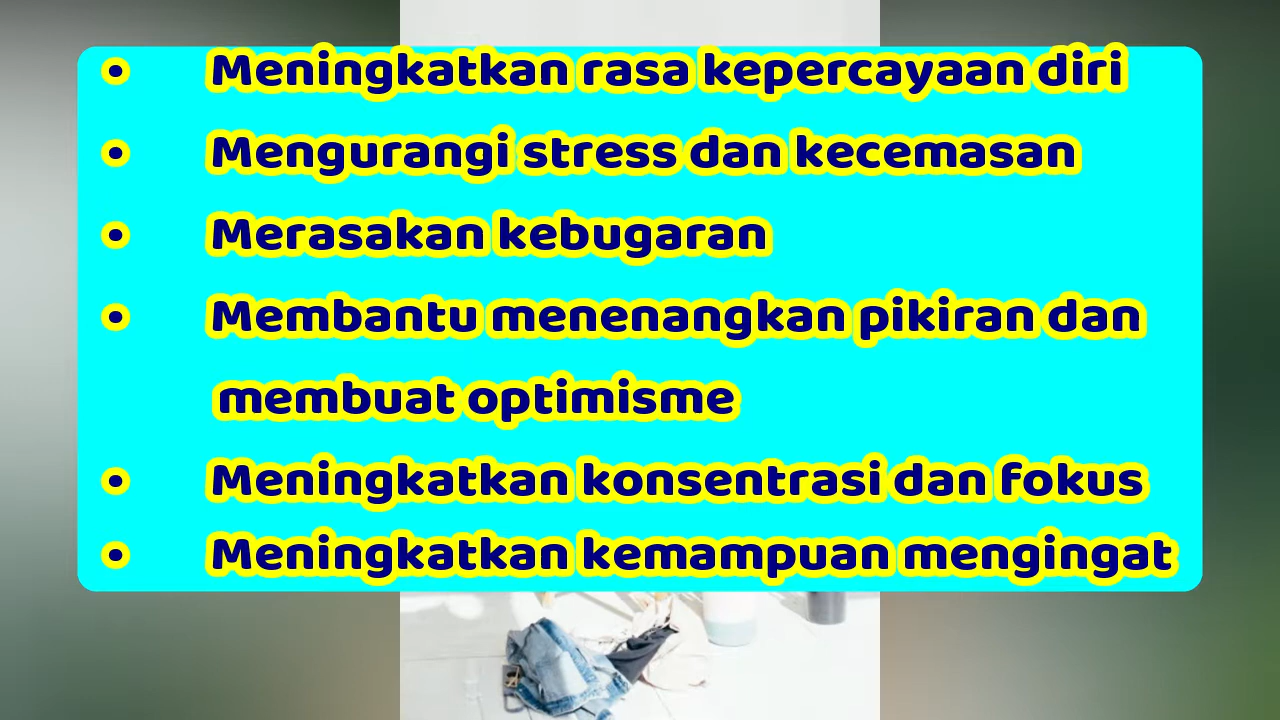 • Meningkatkan rasa kepercayaan diri
• Mengurangi stress dan kecemasan
• Merasakan kebugaran
• Membantu menenangkan pikiran dan
membuat optimisme
• Meningkatkan konsentrasi dan fokus
• Meningkatkan kemampuan mengingat